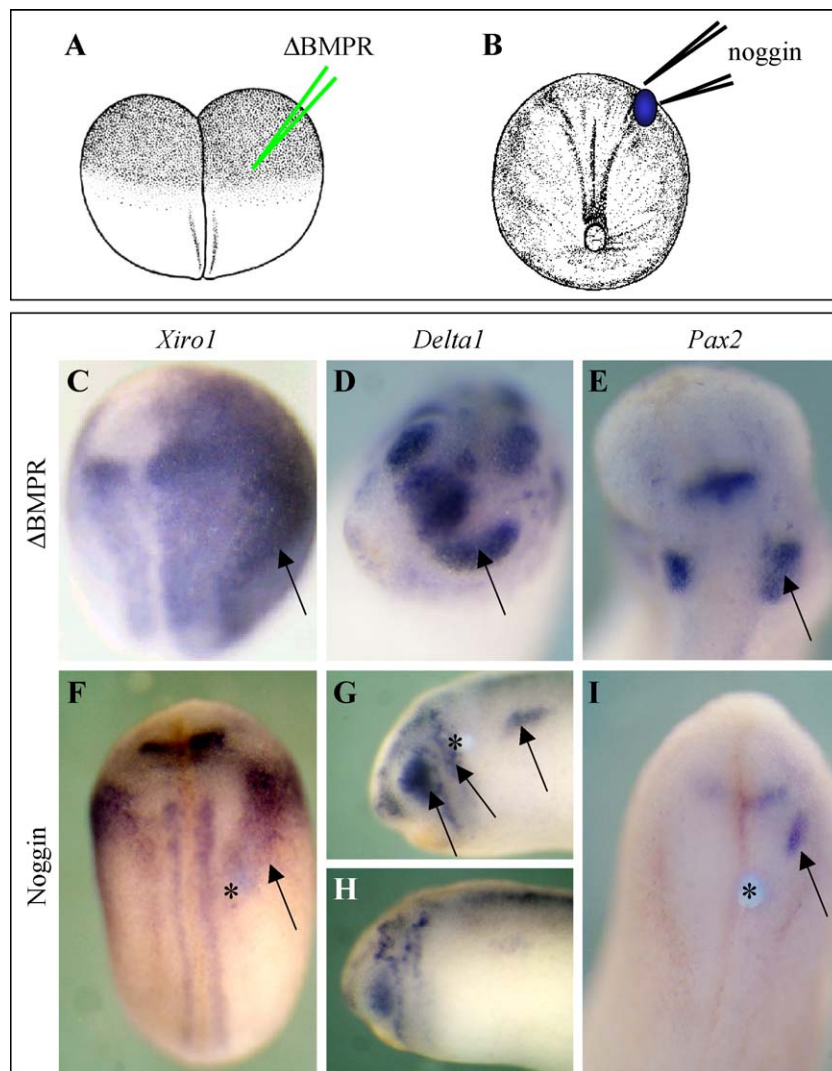 A
ΔBMPR
B
noggin
Xiro1
Delta1
Pax2
ΔBMPR
C
D
E
Noggin
F
*
G
*
H
I
*